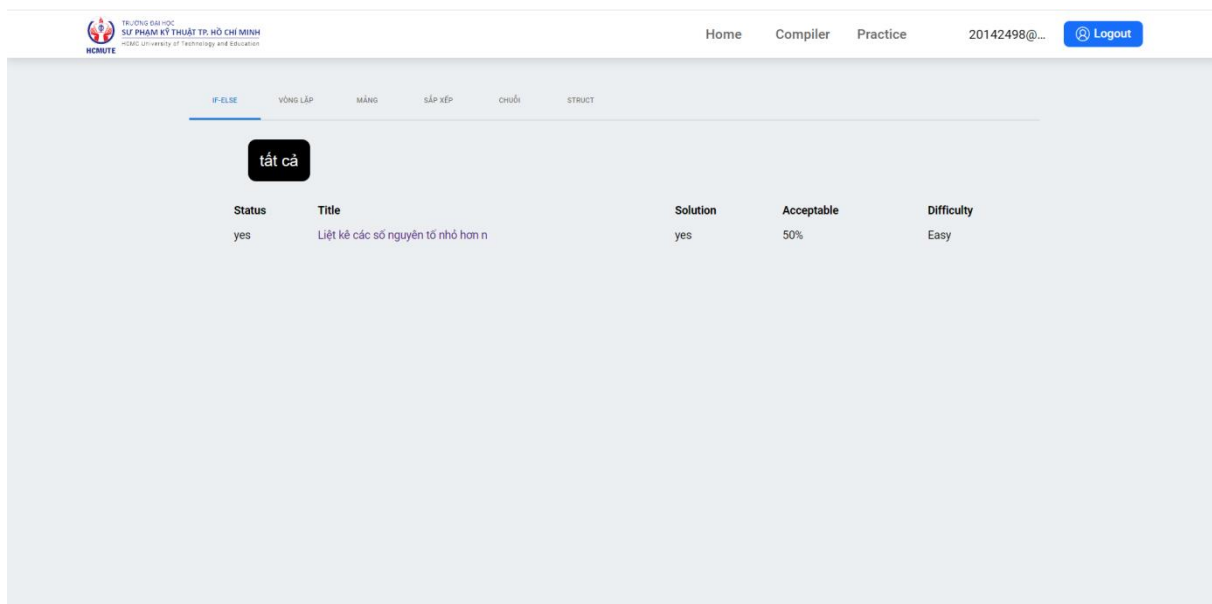 TRƯỜNG ĐẠI HỌC
SƯ PHẠM KỸ THUẬT TP. HỒ CHÍ MINH
HCMC University of Technology and Education
HCMUTE
Home Compiler Practice 20142498@... Logout
IF-ELSE VÒNG LẶP MẢNG SẮP XẾP CHUỖI STRUCT
tất cả
Status Title Solution Acceptable Difficulty
yes Liệt kê các số nguyên tố nhỏ hơn n yes 50% Easy